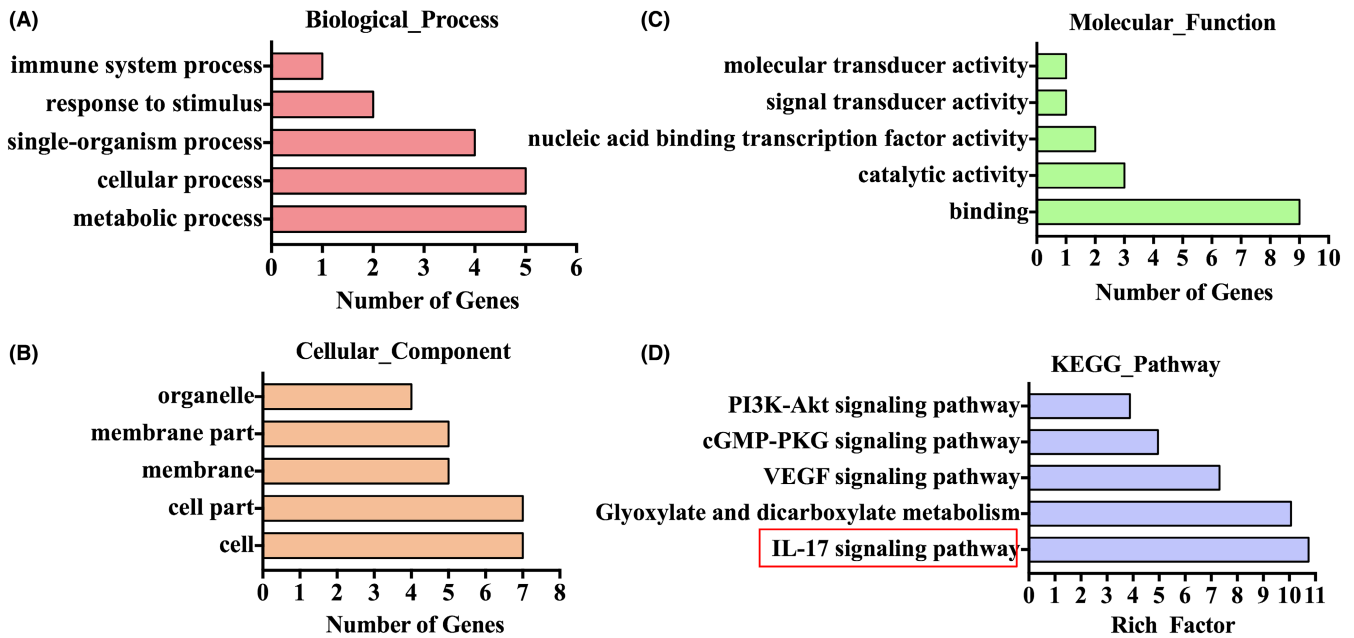 (A)
Biological_Process
immune system process
response to stimulus
single-organism process
cellular process
metabolic process
0 1 2 3 4 5 6
Number of Genes
(C)
Molecular_Function
molecular transducer activity
signal transducer activity
nucleic acid binding transcription factor activity
catalytic activity
binding
0 1 2 3 4 5 6 7 8 9 10
Number of Genes
(B)
Cellular_Component
organelle
membrane part
membrane
cell part
cell
0 1 2 3 4 5 6 7 8
Number of Genes
(D)
KEGG_Pathway
PI3K-Akt signaling pathway
cGMP-PKG signaling pathway
VEGF signaling pathway
Glyoxylate and dicarboxylate metabolism
IL-17 signaling pathway
0 1 2 3 4 5 6 7 8 9 10 11
Rich_Factor